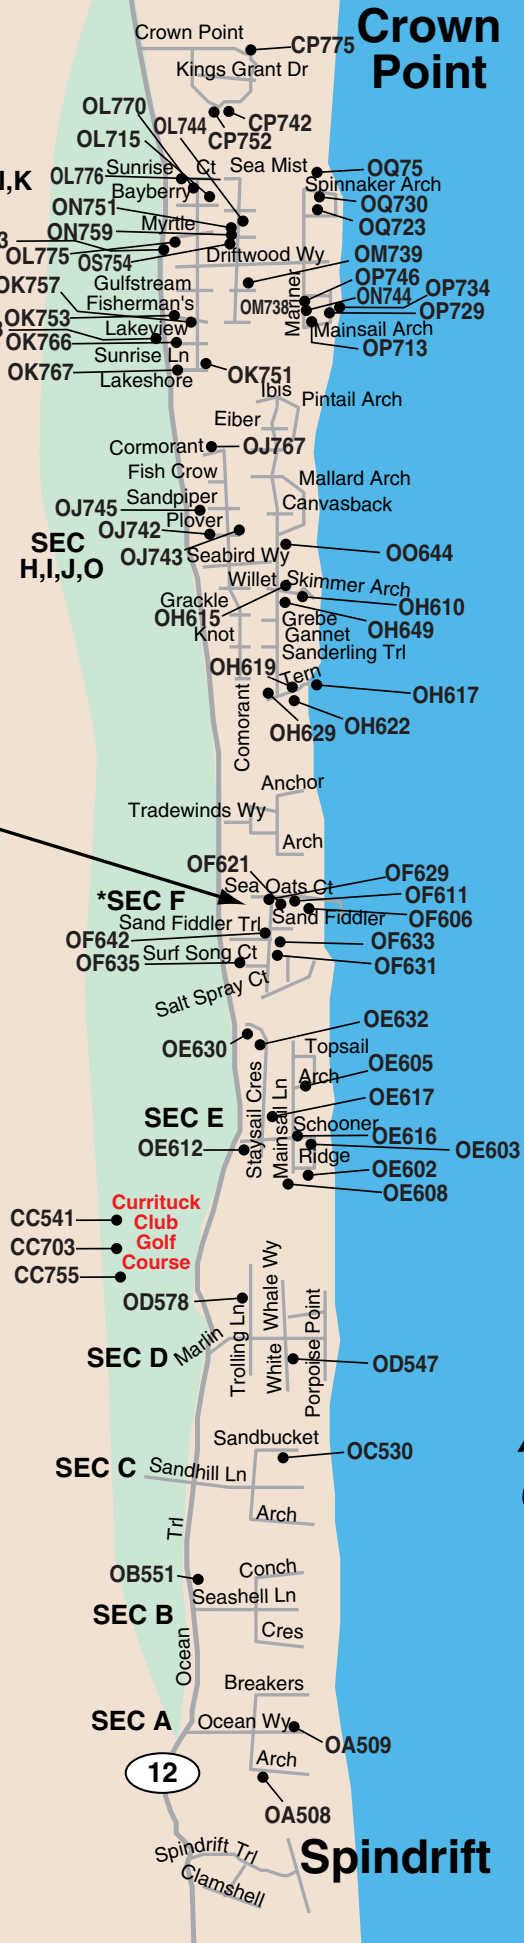 Crown
Point
Crown Point
CP775
Kings Grant Dr
OL770
OL744
CP742
OL715
CP752
I,K
OL776
Sunrise
Ct
Sea Mist
OQ75
Bayberry
Spinnaker Arch
ON751
OQ730
ON759
Myrtle
OQ723
3
OL775
OS754
Driftwood Wy
OM739
OK757
Gulfstream
Mariner
OP746
ON744
OP734
Fisherman's
OM738
OP729
OK753
Lakeview
Mainsail Arch
OK766
Sunrise Ln
OP713
OK767
Lakeshore
OK751
Ibis
Pintail Arch
Eiber
Cormorant
OJ767
Fish Crow
Mallard Arch
Sandpiper
Canvasback
OJ745
Plover
OJ742
SEC
H,I,J,O
OJ743
Seabird Wy
OO644
Willet
Skimmer Arch
Grackle
OH610
OH615
Grebe
OH649
Knot
Gannet
Sanderling Trl
OH619
Tern
OH617
Comorant
OH622
OH629
Anchor
Tradewinds Wy
Arch
OF621
OF629
Sea Oats Ct
*SEC F
OF611
Sand Fiddler
OF606
Sand Fiddler Trl
OF642
OF633
OF635
Surf Song Ct
OF631
Salt Spray Ct
OE632
OE630
Topsail
Arch
OE605
Staysail Cres
Mainsail Ln
OE617
SEC E
Schooner
OE616
OE612
Ridge
OE603
OE602
OE608
CC541
Currituck
Club
Golf
Course
CC703
CC755
White Whale Wy
OD578
Trolling Ln
Porpoise Point
SEC D
Marlin
OD547
Sandbucket
OC530
SEC C
Sandhill Ln
Arch
Trl
OB551
Conch
Seashell Ln
SEC B
Cres
Ocean
Breakers
SEC A
Ocean Wy
OA509
Arch
12
OA508
Spindrift Trl
Spindrift
Clamshell